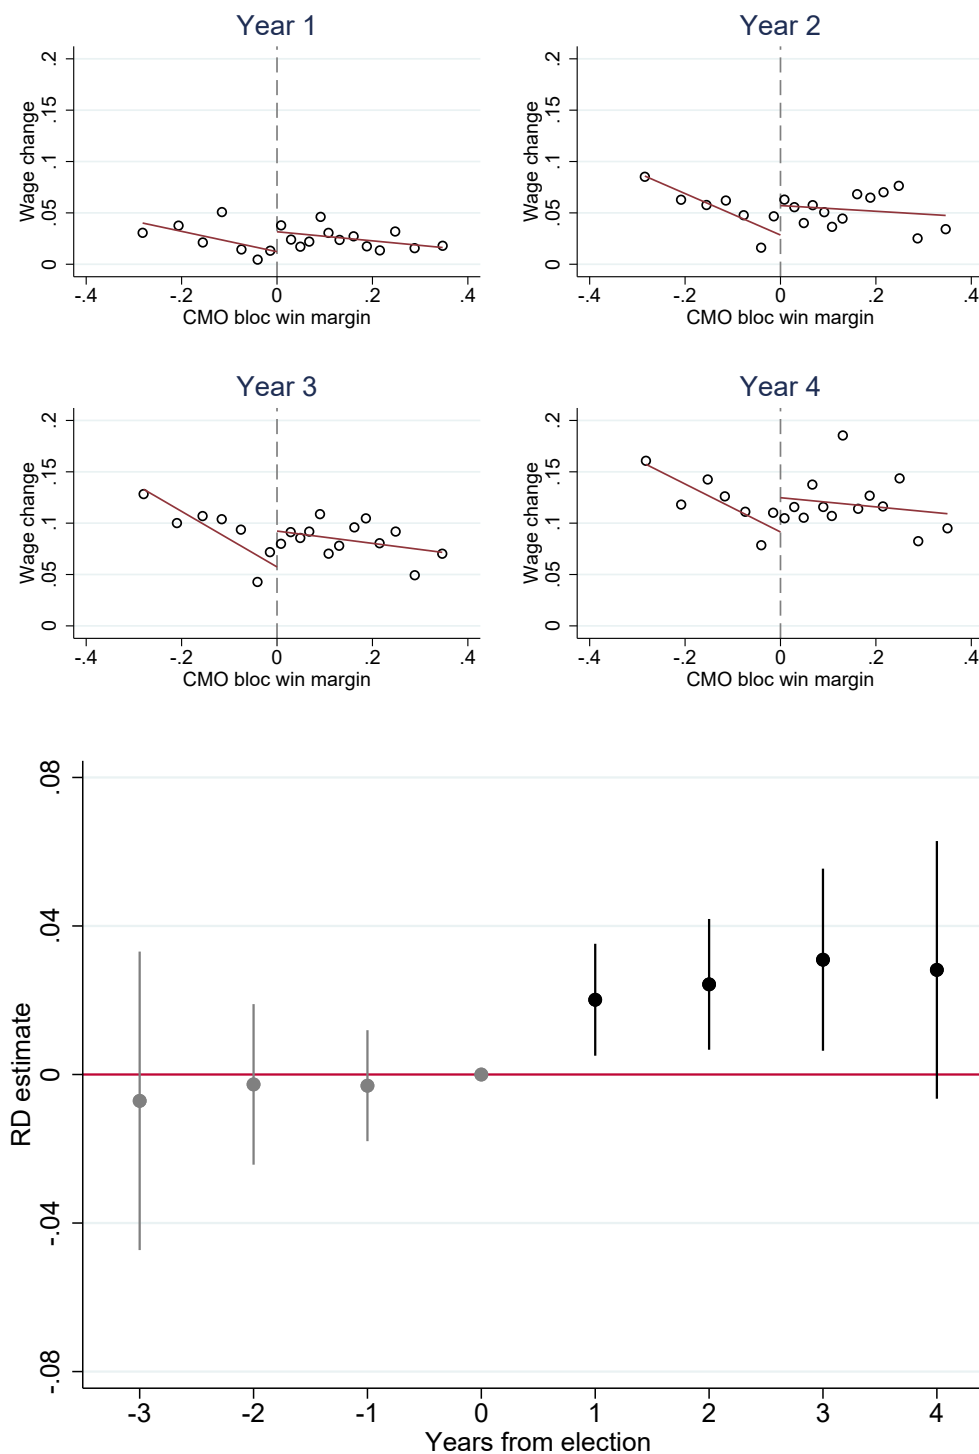 Year 1
Year 2
Wage change
.2
.15
.1
.05
0
-.4 -.2 0 .2 .4
CMO bloc win margin
Wage change
.2
.15
.1
.05
0
-.4 -.2 0 .2 .4
CMO bloc win margin
Year 3
Year 4
Wage change
.2
.15
.1
.05
0
-.4 -.2 0 .2 .4
CMO bloc win margin
Wage change
.2
.15
.1
.05
0
-.4 -.2 0 .2 .4
CMO bloc win margin
RD estimate
.08
.04
0
-.04
-.08
-3 -2 -1 0 1 2 3 4
Years from election